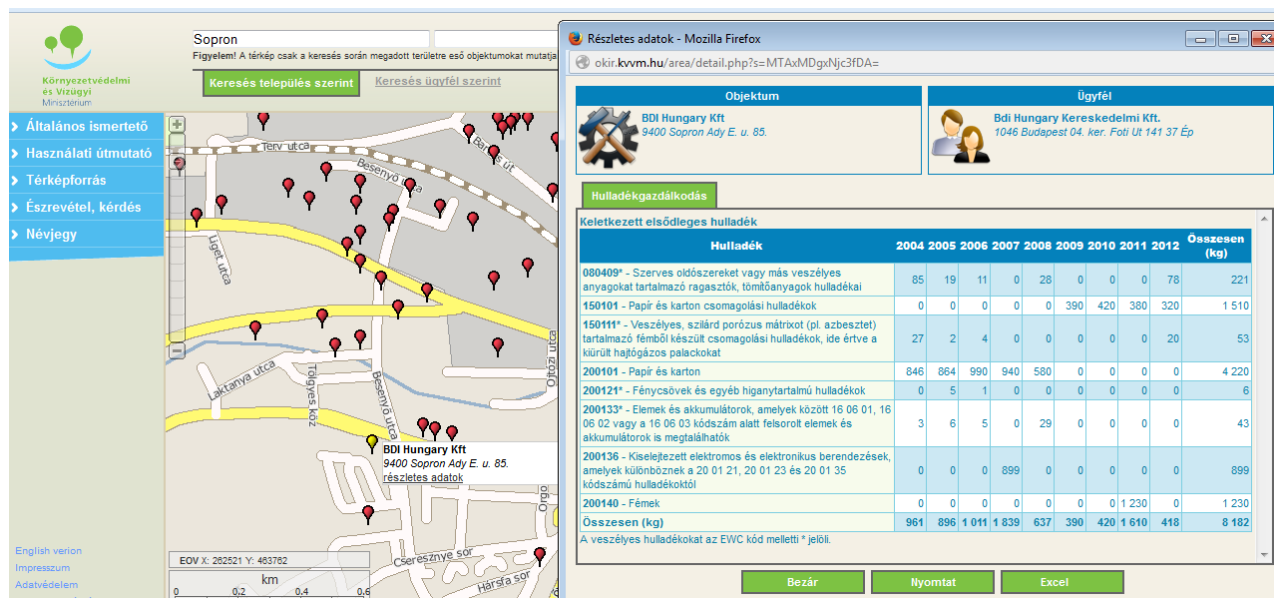 Környezetvédelmi
és Vízügyi
Minisztérium
Sopron
Figyelem! A térkép csak a keresés során megadott területre eső objektumokat mutatja
Keresés település szerint
Keresés ügyfél szerint
Általános ismertető
Használati útmutató
Térképforrás
Észrevétel, kérdés
Névjegy
English verion
Impresszum
Adatvédelem
Terv utca
Besenyő utca
Liget utca
Laktanya utca
Tölgyes köz
Besenyő utca
BDI Hungary Kft
9400 Sopron Ady E. u. 85.
részletes adatok
Cseresznye sor
Hársfa sor
EOV X: 262521 Y: 463762
km
0 0,2 0,4 0,6
Részletes adatok - Mozilla Firefox
okir.kvvm.hu/area/detail.php?s=MTAxMDgxNjc3fDA=
Objektum
BDI Hungary Kft
9400 Sopron Ady E. u. 85.
Ügyfél
Bdi Hungary Kereskedelmi Kft.
1046 Budapest 04. ker. Foti Ut 141 37 Ép
Hulladékgazdálkodás
Keletkezett elsődleges hulladék
Hulladék 2004 2005 2006 2007 2008 2009 2010 2011 2012 Összesen
(kg)
080409* - Szerves oldószereket vagy más veszélyes
anyagokat tartalmazó ragasztók, tömítőanyagok hulladékai 85 19 11 0 28 0 0 0 78 221
150101 - Papír és karton csomagolási hulladékok 0 0 0 0 0 390 420 380 320 1 510
150111* - Veszélyes, szilárd porózus mátrixot (pl. azbesztet)
tartalmazó fémből készült csomagolási hulladékok, ide értve a 27 2 4 0 0 0 0 0 20 53
kiürült hajtógázos palackokat
200101 - Papír és karton 846 864 990 940 580 0 0 0 0 4 220
200121* - Fénycsövek és egyéb higanytartalmú hulladékok 0 5 1 0 0 0 0 0 0 6
200133* - Elemek és akkumulátorok, amelyek között 16 06 01, 16
06 02 vagy a 16 06 03 kódszám alatt felsorolt elemek és 3 6 5 0 29 0 0 0 0 43
akkumulátorok is megtalálhatók
200136 - Kiselejtezett elektromos és elektronikus berendezések,
amelyek különböznek a 20 01 21, 20 01 23 és 20 01 35 0 0 0 899 0 0 0 0 0 899
kódszámú hulladékoktól
200140 - Fémek 0 0 0 0 0 0 0 1 230 0 1 230
Összesen (kg) 961 896 1 011 1 839 637 390 420 1 610 418 8 182
A veszélyes hulladékokat az EWC kód melletti * jelöli.
Bezár
Nyomtat
Excel